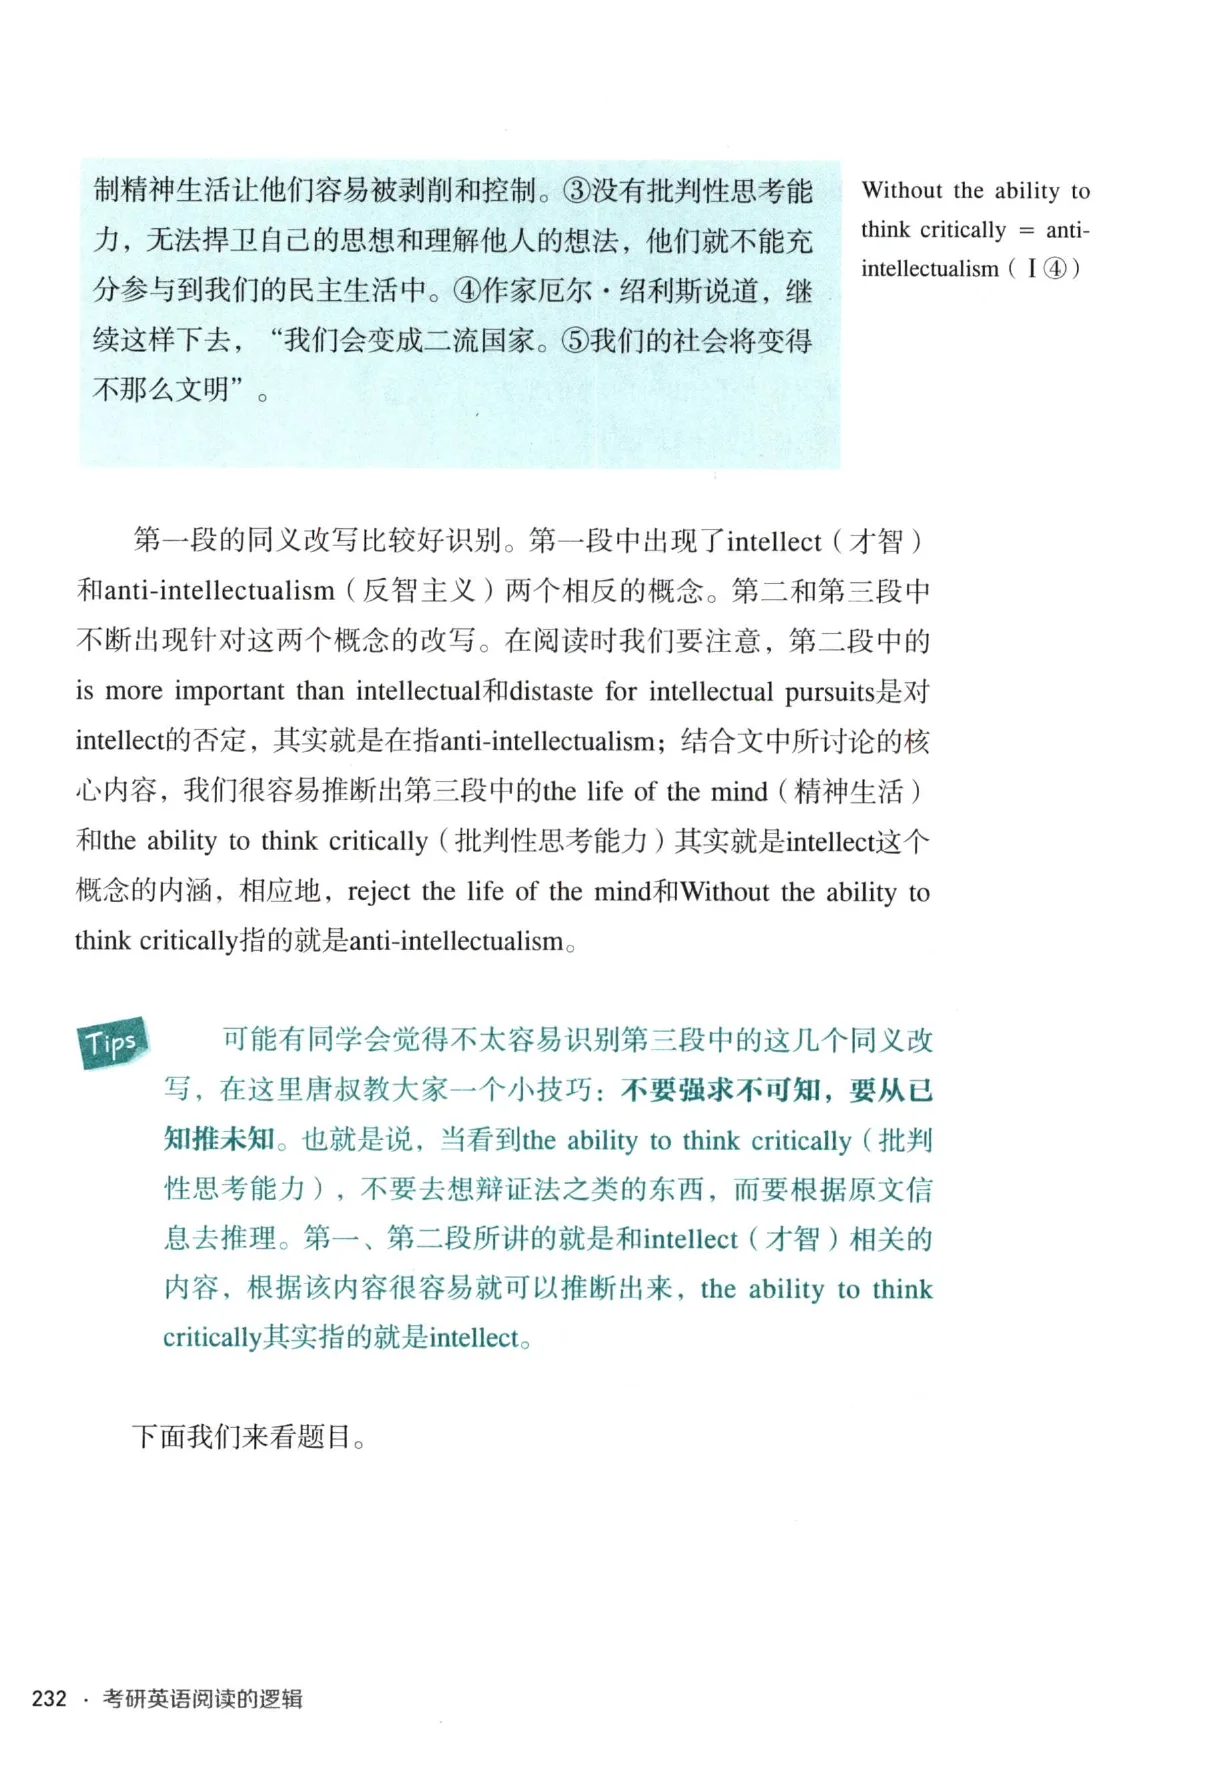 制精神生活让他们容易被剥削和控制。③没有批判性思考能
力，无法捍卫自己的思想和理解他人的想法，他们就不能充
分参与到我们的民主生活中。④作家厄尔·绍利斯说道，继
续这样下去，“我们会变成二流国家。⑤我们的社会将变得
不那么文明”。
Without the ability to
think critically = anti-
intellectualism（Ⅰ④）
第一段的同义改写比较好识别。第一段中出现了intellect（才智）
和anti-intellectualism（反智主义）两个相反的概念。第二和第三段中
不断出现针对这两个概念的改写。在阅读时我们要注意，第二段中的
is more important than intellectual和distaste for intellectual pursuits是对
intellect的否定，其实就是在指anti-intellectualism；结合文中所讨论的核
心内容，我们很容易推断出第三段中的the life of the mind（精神生活）
和the ability to think critically（批判性思考能力）其实就是intellect这个
概念的内涵，相应地，reject the life of the mind和Without the ability to
think critically指的就是anti-intellectualism。
Tips
可能有同学会觉得不太容易识别第三段中的这几个同义改
写，在这里唐叔教大家一个小技巧：不要强求不可知，要从已
知推未知。也就是说，当看到the ability to think critically（批判
性思考能力），不要去想辩证法之类的东西，而要根据原文信
息去推理。第一、第二段所讲的就是和intellect（才智）相关的
内容，根据该内容很容易就可以推断出来，the ability to think
critically其实指的就是intellect。
下面我们来看题目。
232 · 考研英语阅读的逻辑